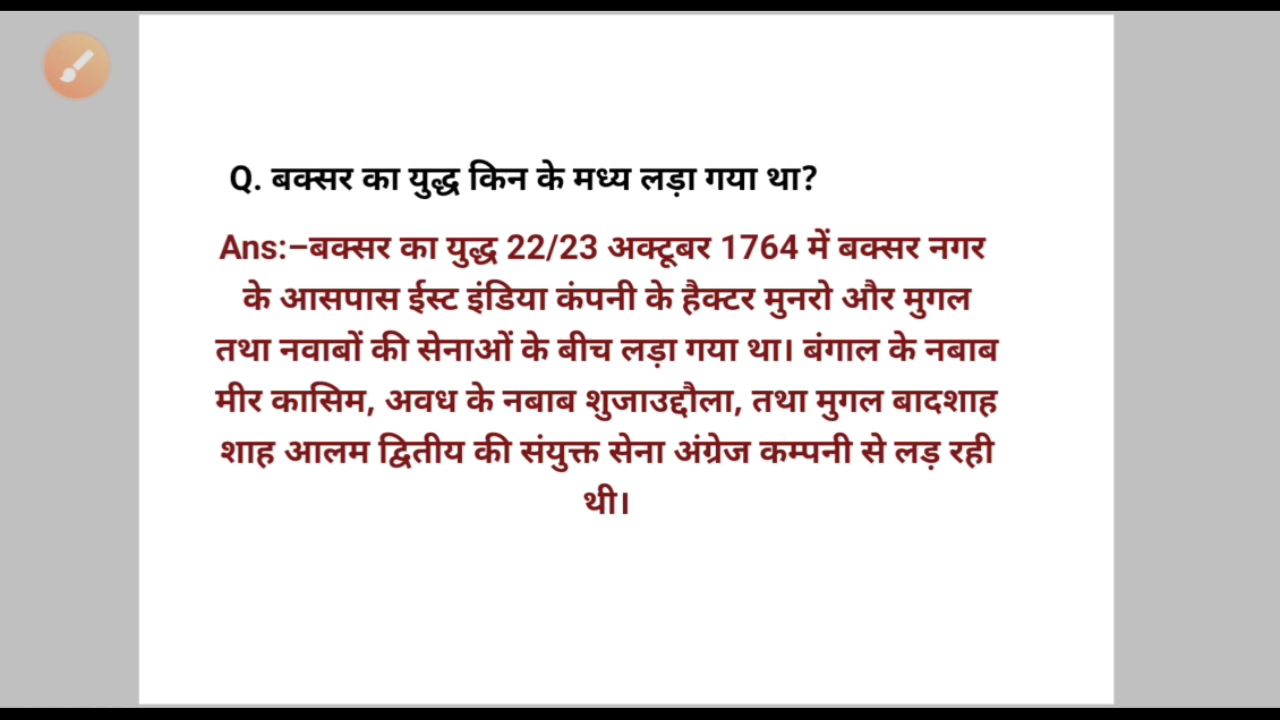 Q. बक्सर का युद्ध किन के मध्य लड़ा गया था?
Ans:–बक्सर का युद्ध 22/23 अक्टूबर 1764 में बक्सर नगर
के आसपास ईस्ट इंडिया कंपनी के हैक्टर मुनरो और मुगल
तथा नवाबों की सेनाओं के बीच लड़ा गया था। बंगाल के नबाब
मीर कासिम, अवध के नबाब शुजाउद्दौला, तथा मुगल बादशाह
शाह आलम द्वितीय की संयुक्त सेना अंग्रेज कम्पनी से लड़ रही
थी।